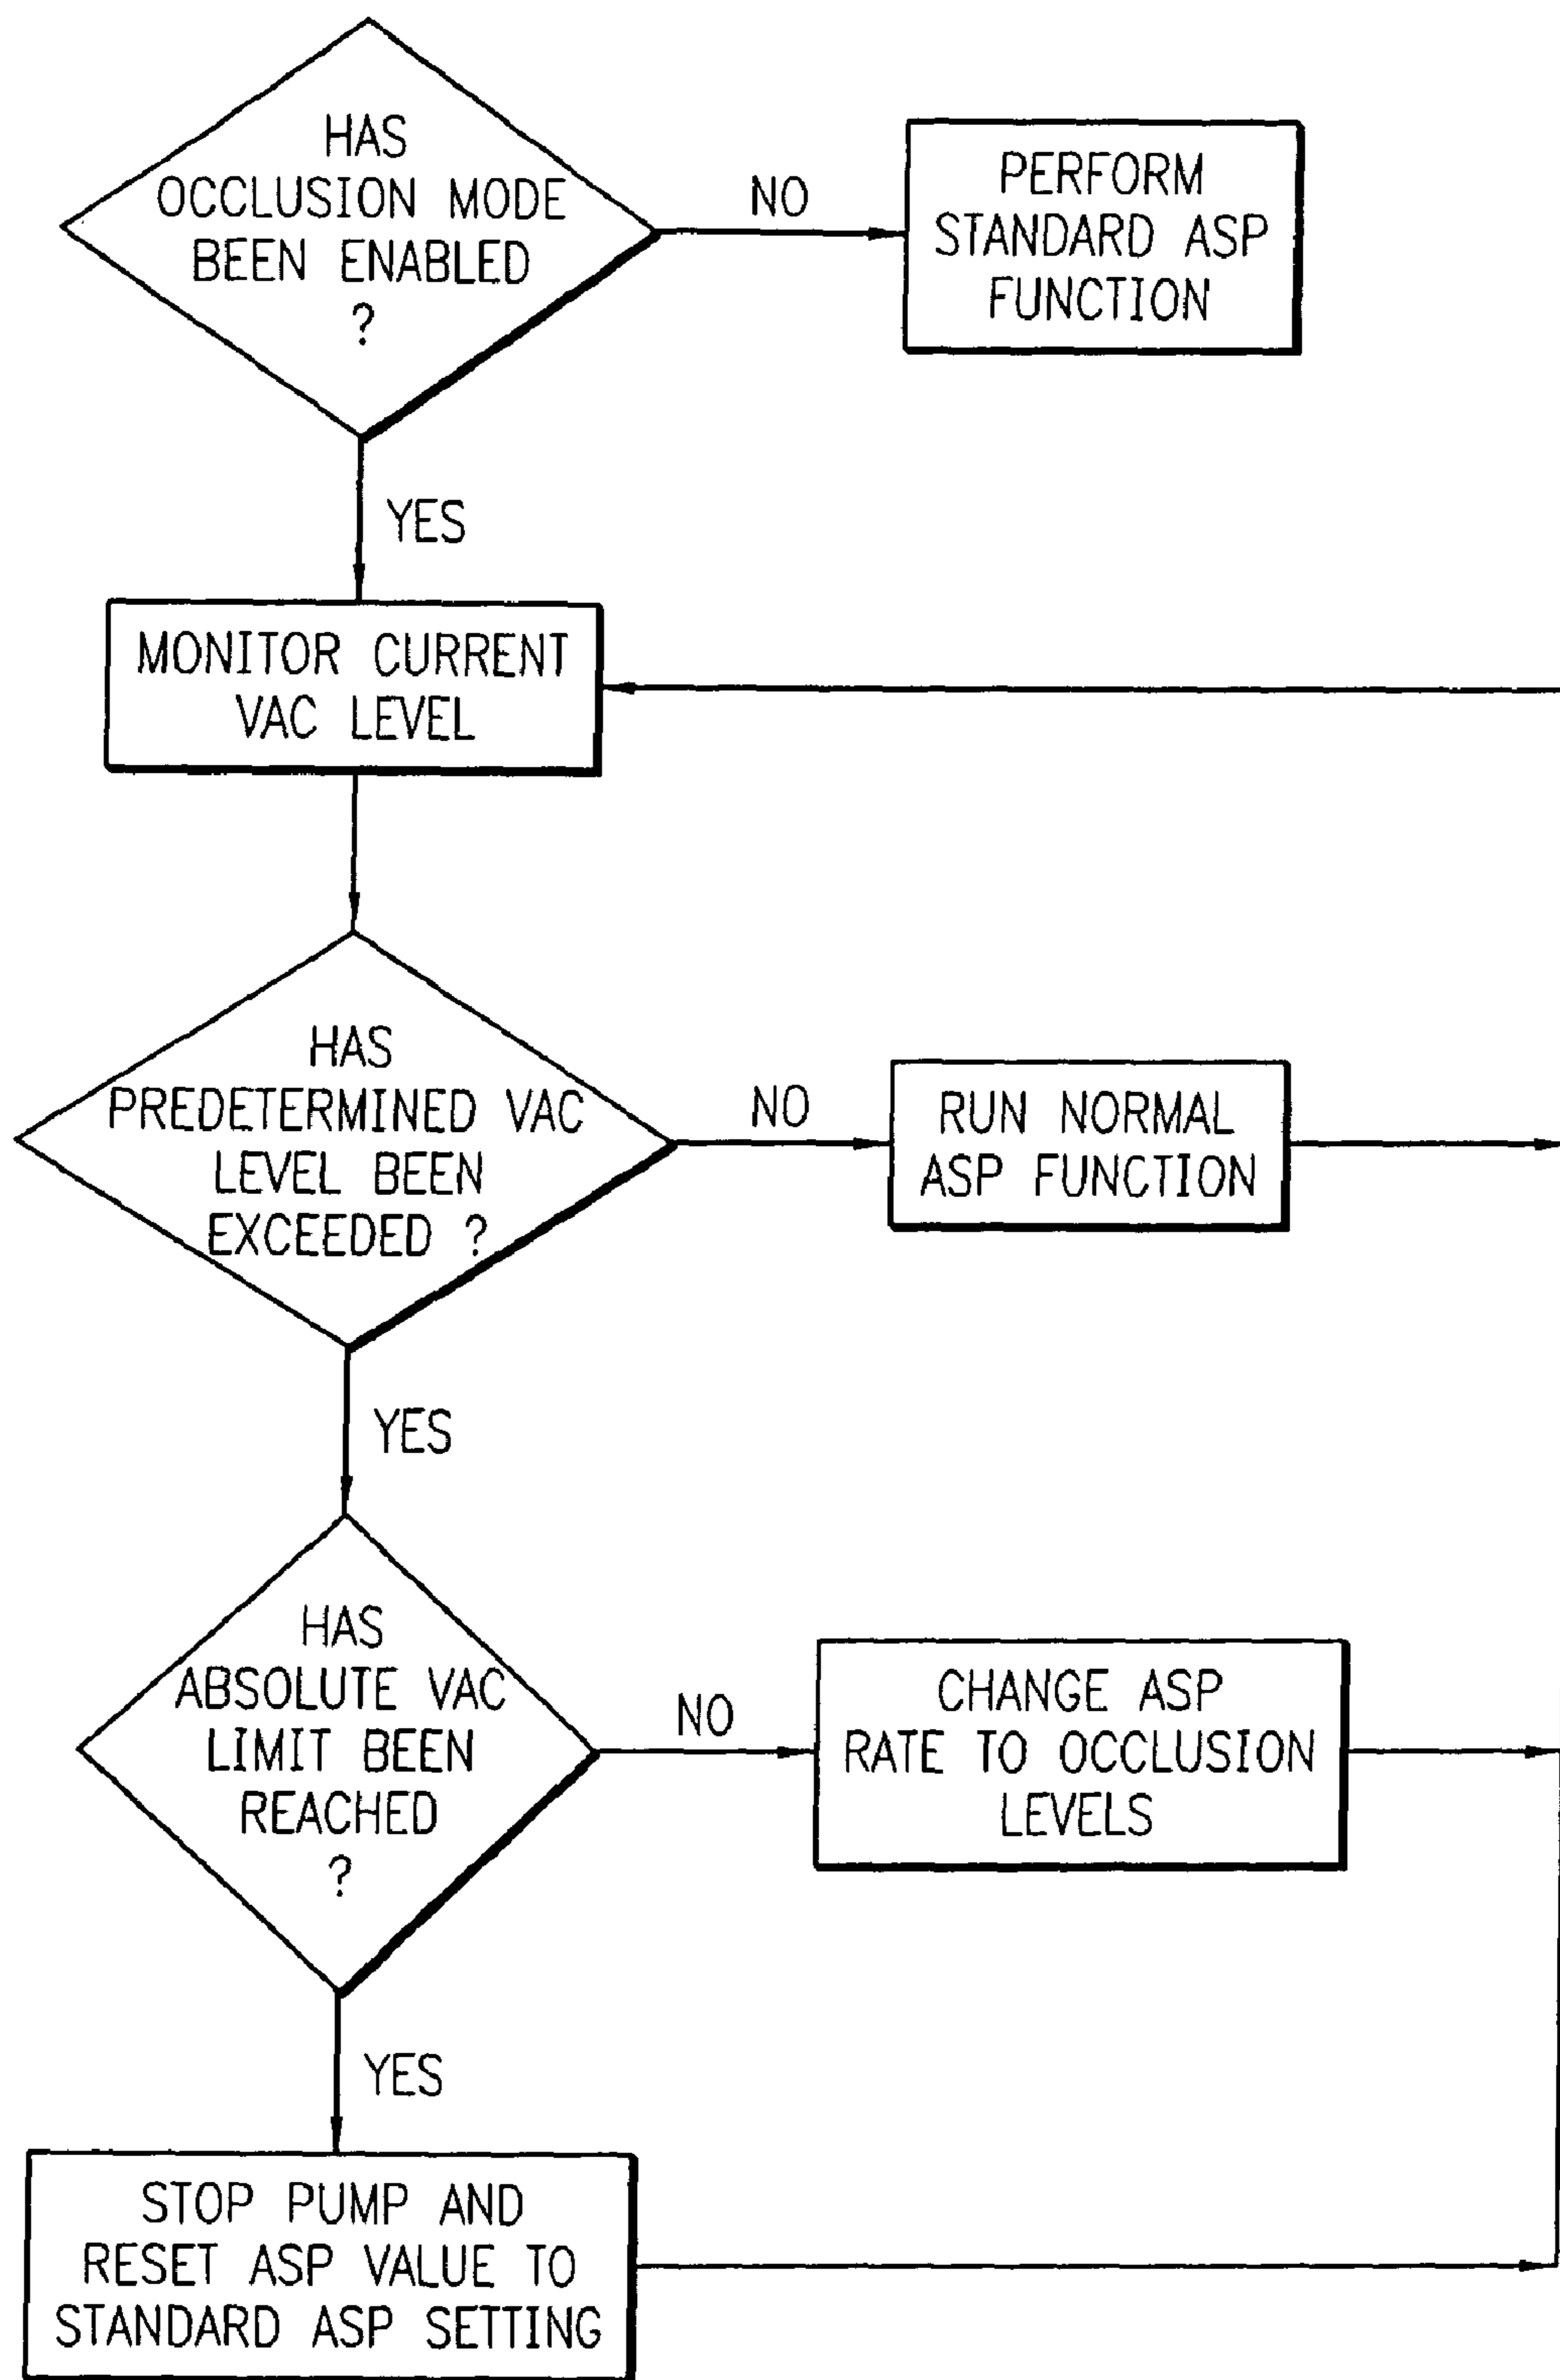 HAS
OCCLUSION MODE
BEEN ENABLED
?
NO
PERFORM
STANDARD ASP
FUNCTION
YES
MONITOR CURRENT
VAC LEVEL
HAS
PREDETERMINED VAC
LEVEL BEEN
EXCEEDED ?
NO
RUN NORMAL
ASP FUNCTION
YES
HAS
ABSOLUTE VAC
LIMIT BEEN
REACHED
?
NO
CHANGE ASP
RATE TO OCCLUSION
LEVELS
YES
STOP PUMP AND
RESET ASP VALUE TO
STANDARD ASP SETTING